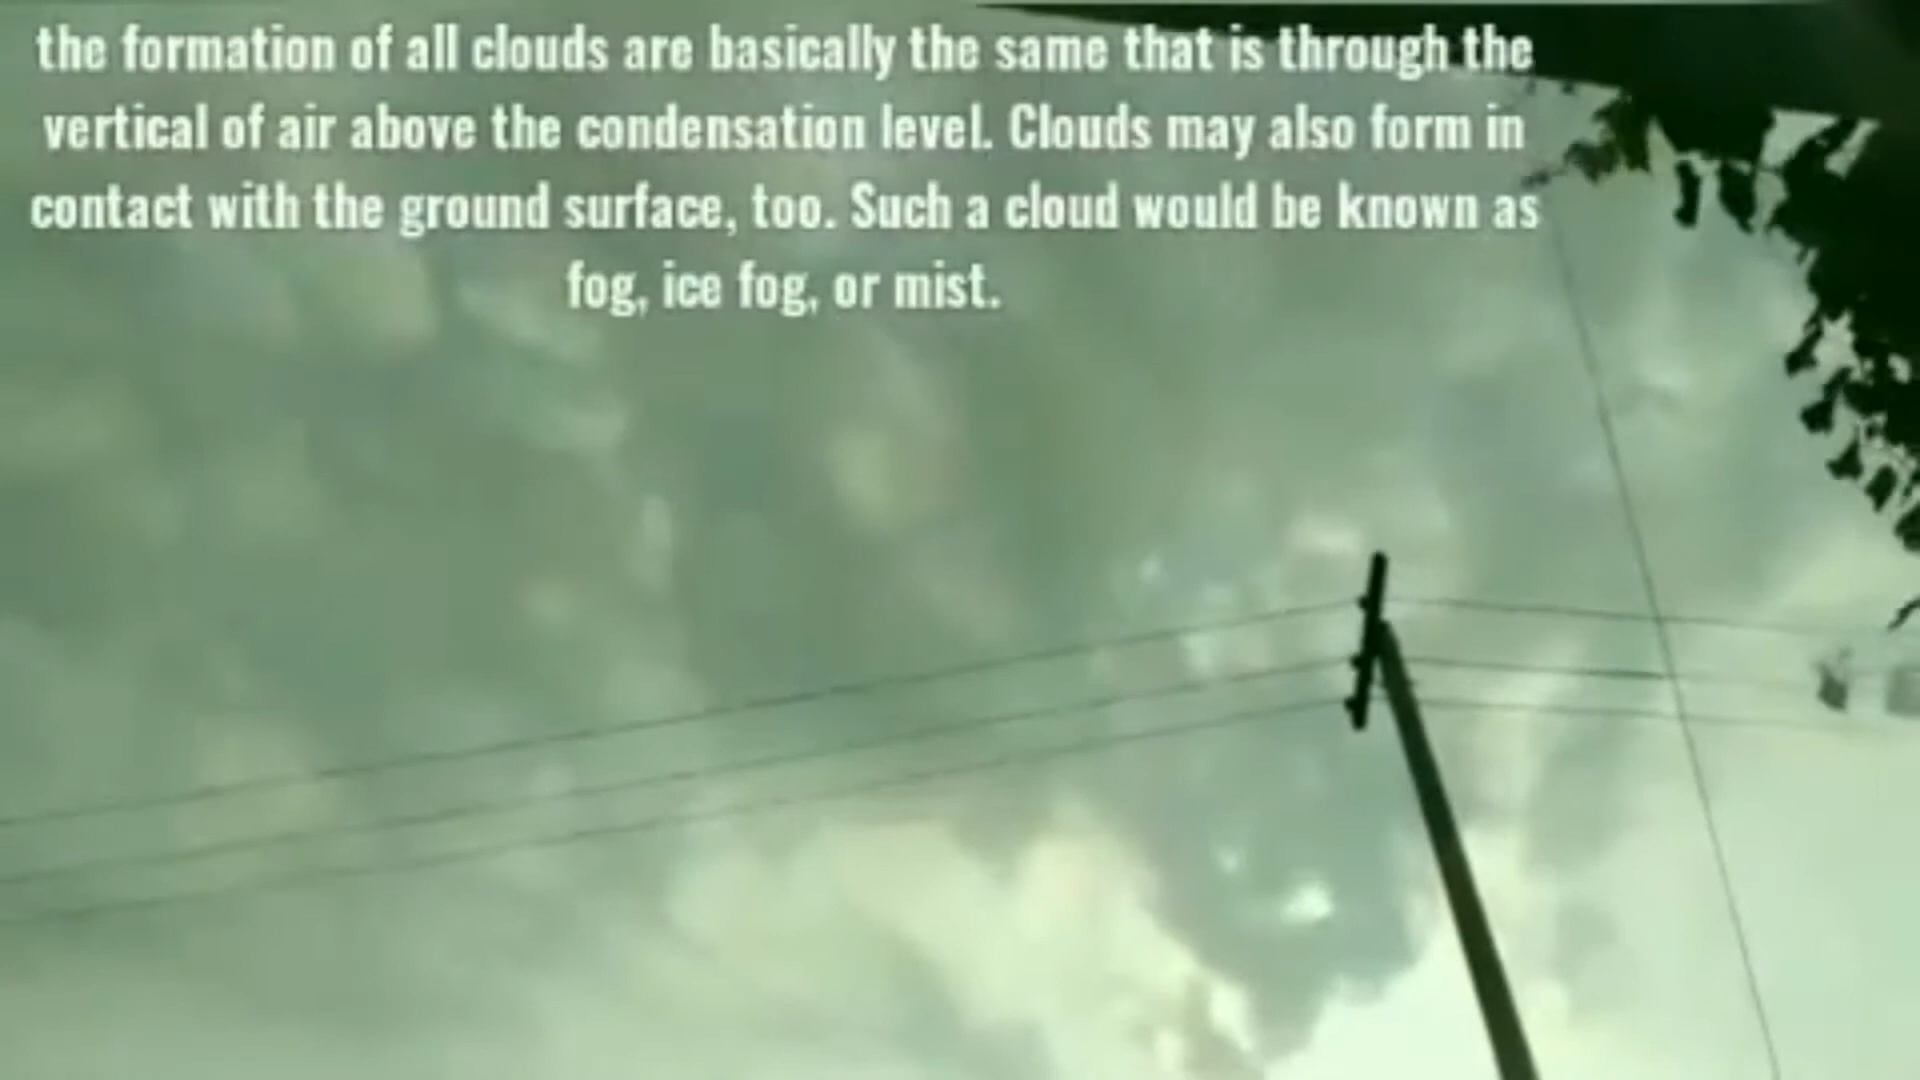 the formation of all clouds are basically the same that is through the
vertical of air above the condensation level. Clouds may also form in
contact with the ground surface, too. Such a cloud would be known as
fog, ice fog, or mist.